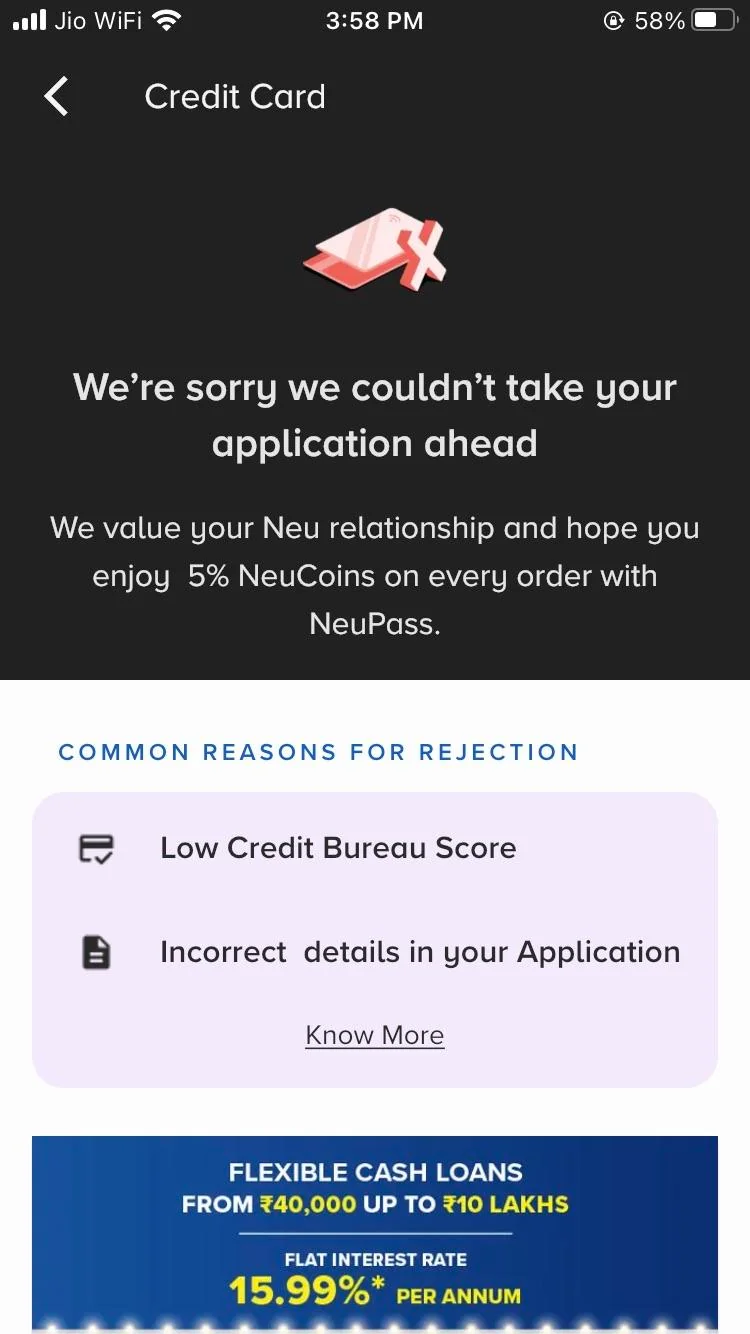 Jio WiFi 3:58 PM 58%
Credit Card
We’re sorry we couldn’t take your
application ahead
We value your Neu relationship and hope you
enjoy 5% NeuCoins on every order with
NeuPass.
COMMON REASONS FOR REJECTION
Low Credit Bureau Score
Incorrect details in your Application
Know More
FLEXIBLE CASH LOANS
FROM ₹40,000 UP TO ₹10 LAKHS
FLAT INTEREST RATE
15.99%* PER ANNUM